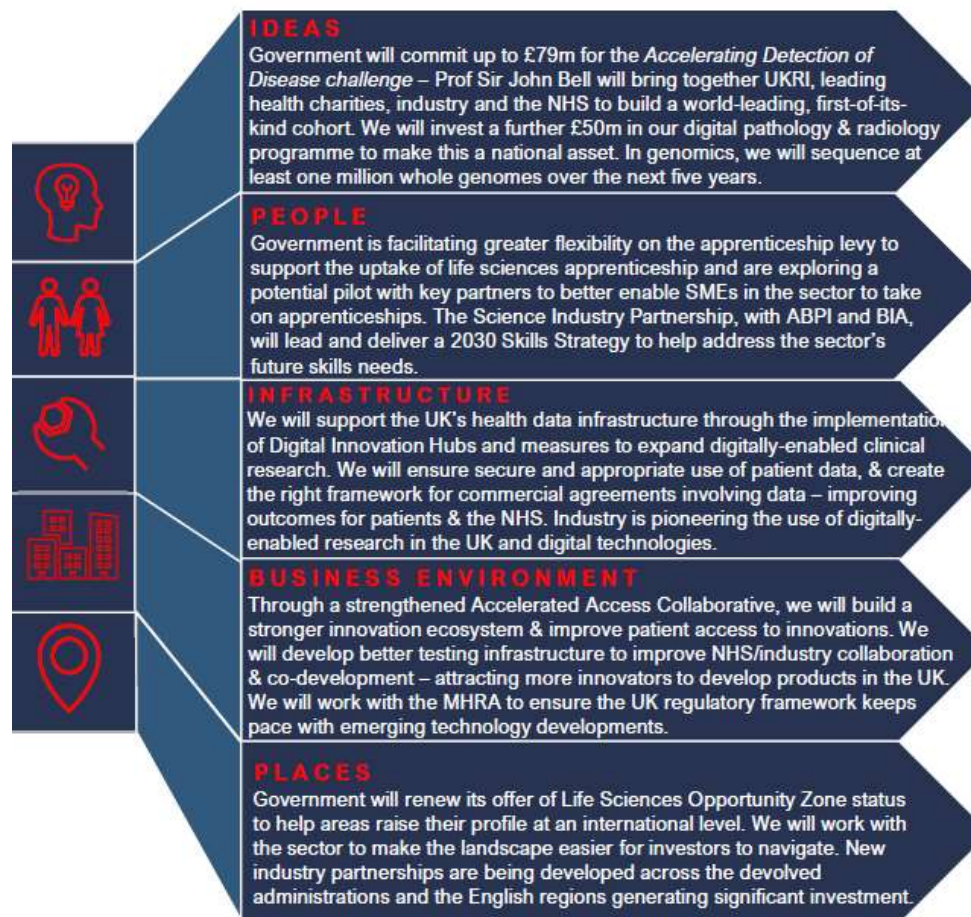 IDEAS
Government will commit up to £79m for the Accelerating Detection of
Disease challenge – Prof Sir John Bell will bring together UKRI, leading
health charities, industry and the NHS to build a world-leading, first-of-its-
kind cohort. We will invest a further £50m in our digital pathology & radiology
programme to make this a national asset. In genomics, we will sequence at
least one million whole genomes over the next five years.
PEOPLE
Government is facilitating greater flexibility on the apprenticeship levy to
support the uptake of life sciences apprenticeship and are exploring a
potential pilot with key partners to better enable SMEs in the sector to take
on apprenticeships. The Science Industry Partnership, with ABPI and BIA,
will lead and deliver a 2030 Skills Strategy to help address the sector's
future skills needs.
INFRASTRUCTURE
We will support the UK's health data infrastructure through the implementation
of Digital Innovation Hubs and measures to expand digitally-enabled clinical
research. We will ensure secure and appropriate use of patient data, & create
the right framework for commercial agreements involving data – improving
outcomes for patients & the NHS. Industry is pioneering the use of digitally-
enabled research in the UK and digital technologies.
BUSINESS ENVIRONMENT
Through a strengthened Accelerated Access Collaborative, we will build a
stronger innovation ecosystem & improve patient access to innovations. We
will develop better testing infrastructure to improve NHS/industry collaboration
& co-development – attracting more innovators to develop products in the UK.
We will work with the MHRA to ensure the UK regulatory framework keeps
pace with emerging technology developments.
PLACES
Government will renew its offer of Life Sciences Opportunity Zone status
to help areas raise their profile at an international level. We will work with
the sector to make the landscape easier for investors to navigate. New
industry partnerships are being developed across the devolved
administrations and the English regions generating significant investment.